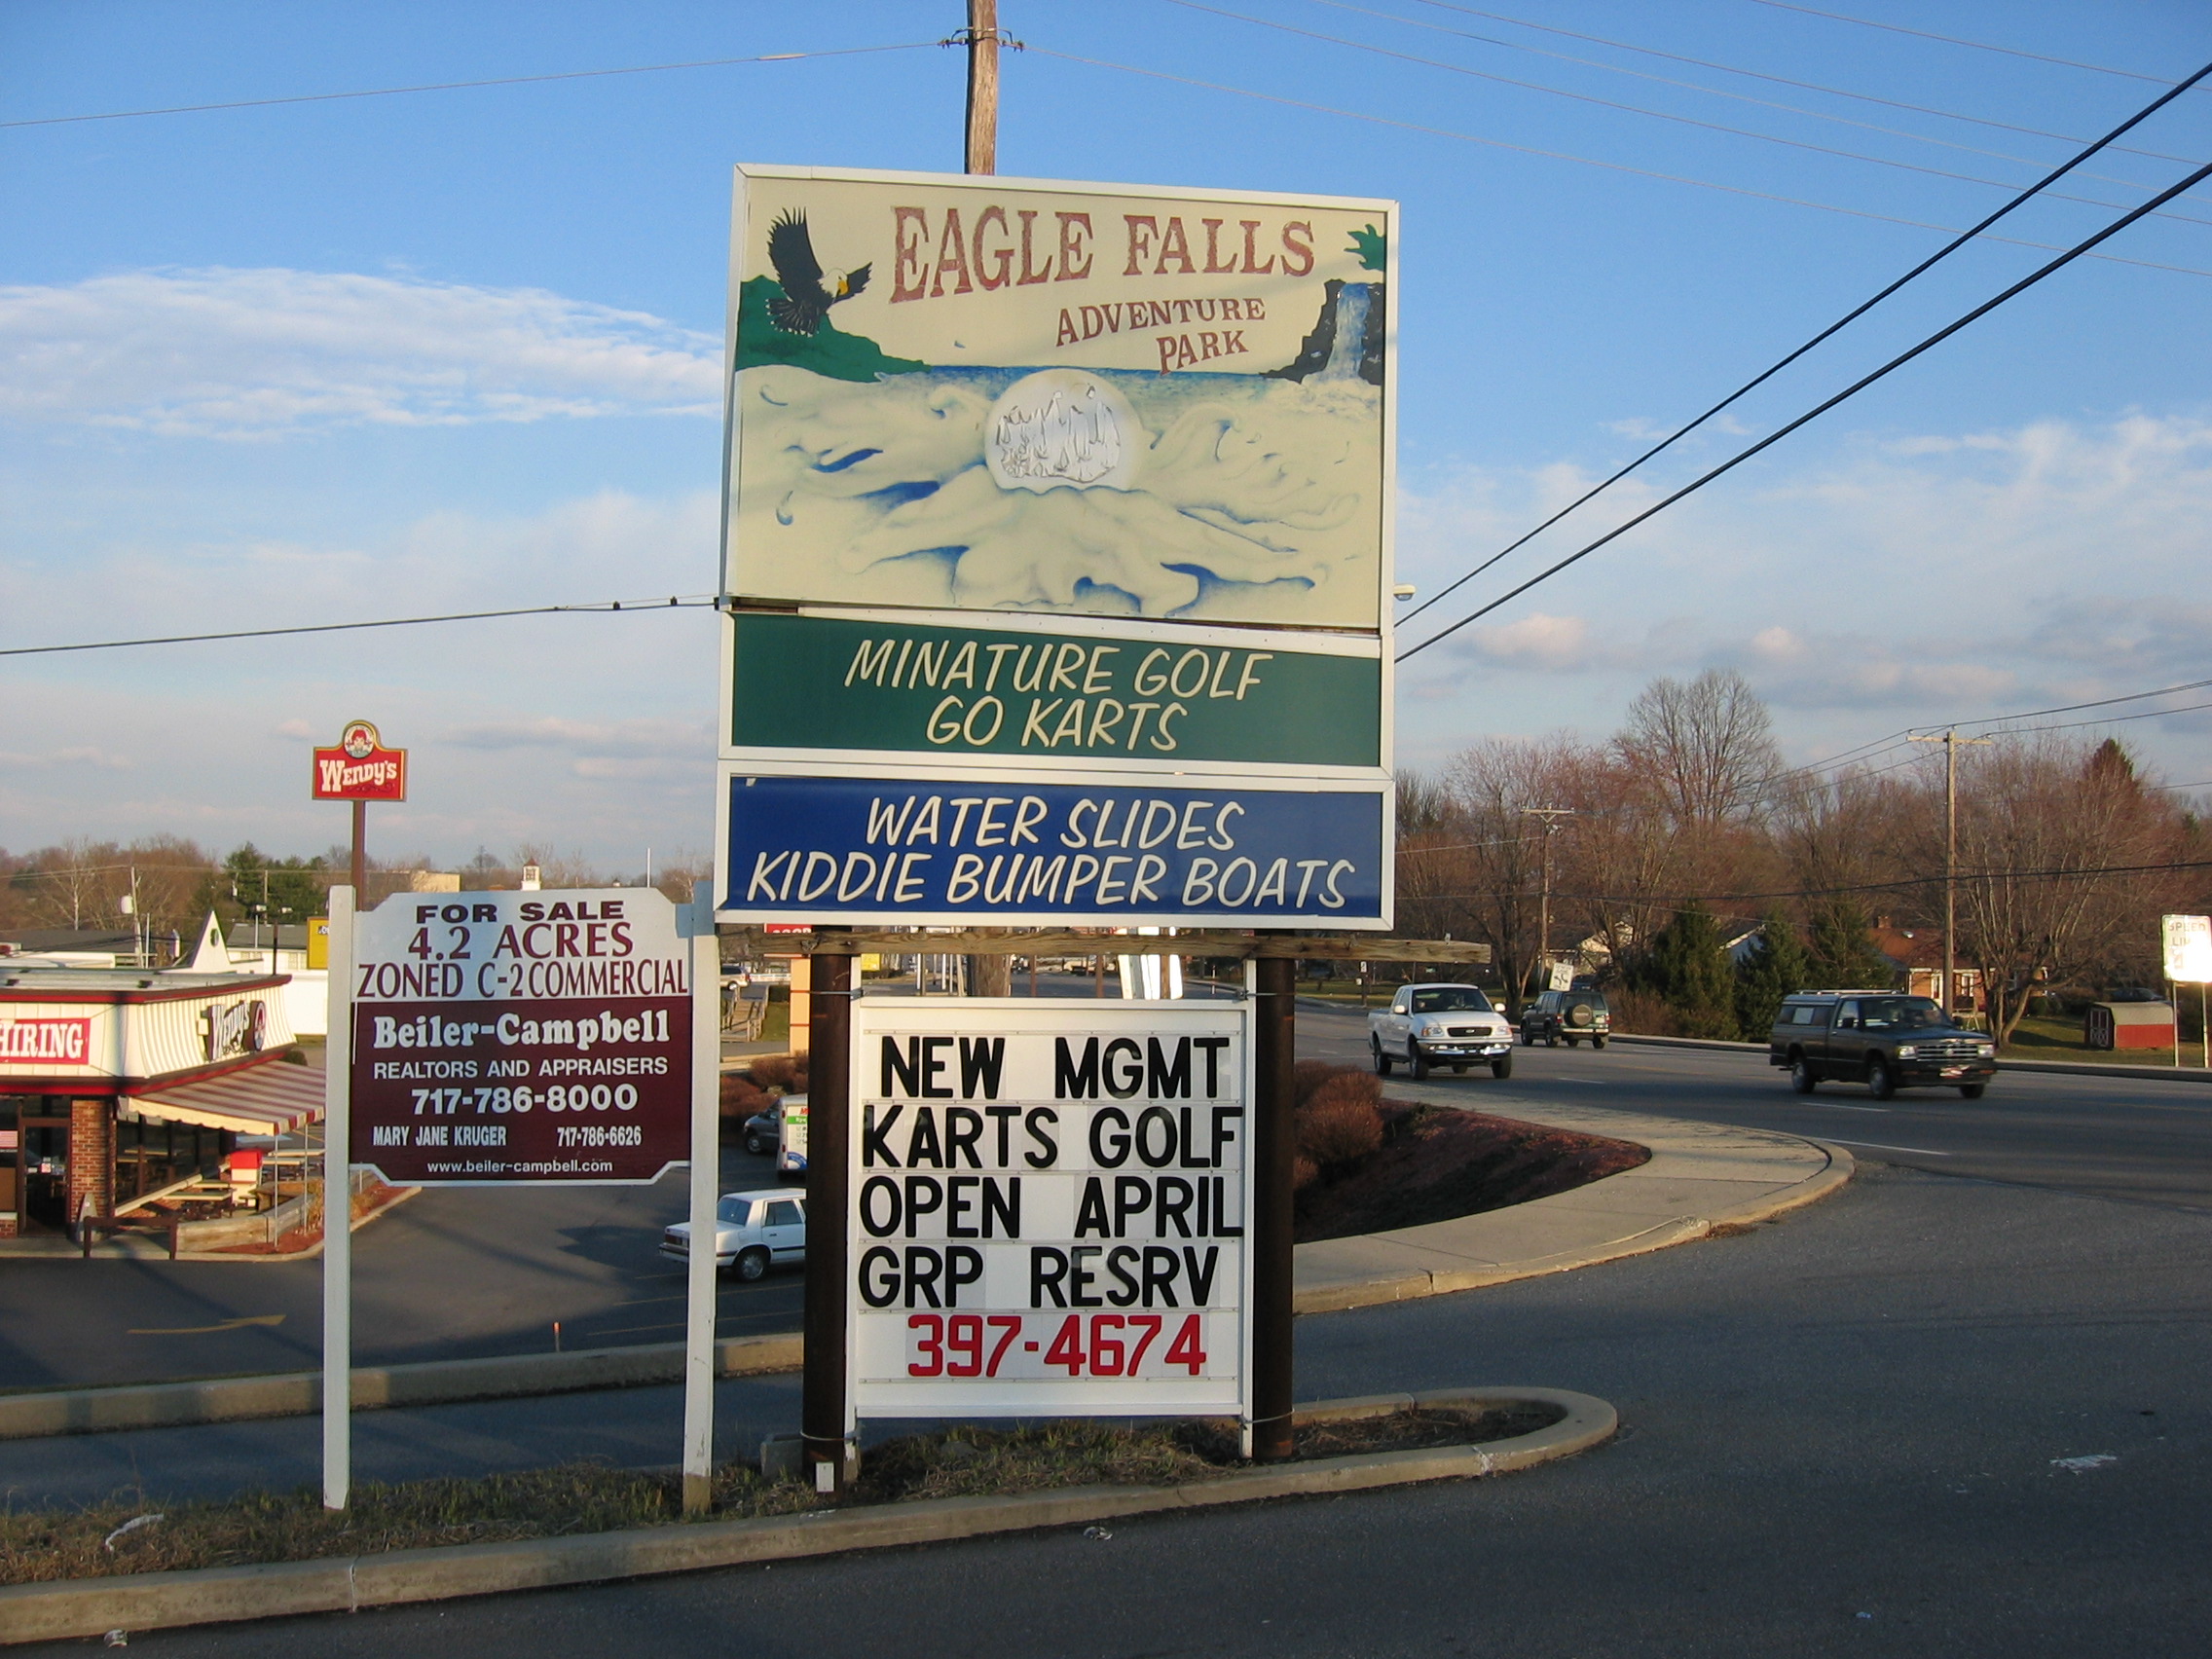 EAGLE FALLS
ADVENTURE
PARK
MINATURE GOLF
GO KARTS
WATER SLIDES
KIDDIE BUMPER BOATS
NEW MGMT
KARTS GOLF
OPEN APRIL
GRP RESRV
397-4674
FOR SALE
4.2 ACRES
ZONED C-2 COMMERCIAL
Beiler-Campbell
REALTORS AND APPRAISERS
717-786-8000
MARY JANE KRUGER 717-786-6626
www.beiler-campbell.com
WENDY'S
HIRING
WENDY'S
SPEED